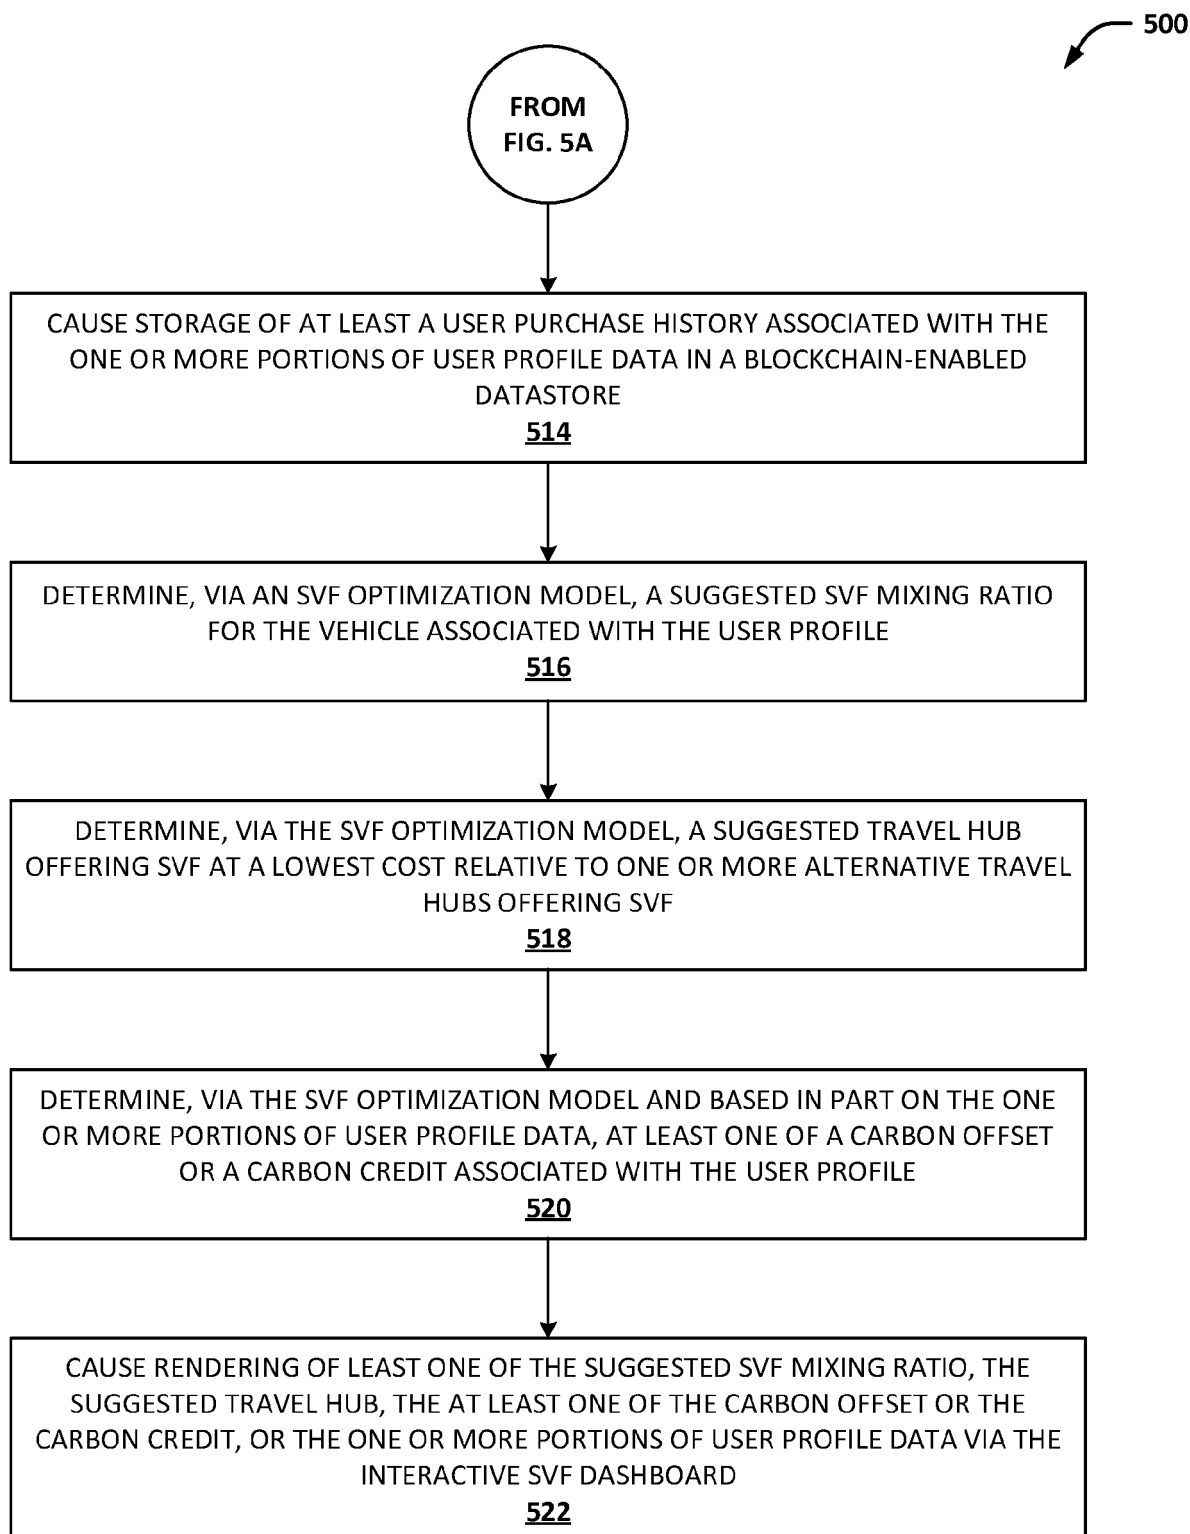 500
FROM
FIG. 5A
CAUSE STORAGE OF AT LEAST A USER PURCHASE HISTORY ASSOCIATED WITH THE
ONE OR MORE PORTIONS OF USER PROFILE DATA IN A BLOCKCHAIN-ENABLED
DATASTORE
514
DETERMINE, VIA AN SVF OPTIMIZATION MODEL, A SUGGESTED SVF MIXING RATIO
FOR THE VEHICLE ASSOCIATED WITH THE USER PROFILE
516
DETERMINE, VIA THE SVF OPTIMIZATION MODEL, A SUGGESTED TRAVEL HUB
OFFERING SVF AT A LOWEST COST RELATIVE TO ONE OR MORE ALTERNATIVE TRAVEL
HUBS OFFERING SVF
518
DETERMINE, VIA THE SVF OPTIMIZATION MODEL AND BASED IN PART ON THE ONE
OR MORE PORTIONS OF USER PROFILE DATA, AT LEAST ONE OF A CARBON OFFSET
OR A CARBON CREDIT ASSOCIATED WITH THE USER PROFILE
520
CAUSE RENDERING OF LEAST ONE OF THE SUGGESTED SVF MIXING RATIO, THE
SUGGESTED TRAVEL HUB, THE AT LEAST ONE OF THE CARBON OFFSET OR THE
CARBON CREDIT, OR THE ONE OR MORE PORTIONS OF USER PROFILE DATA VIA THE
INTERACTIVE SVF DASHBOARD
522